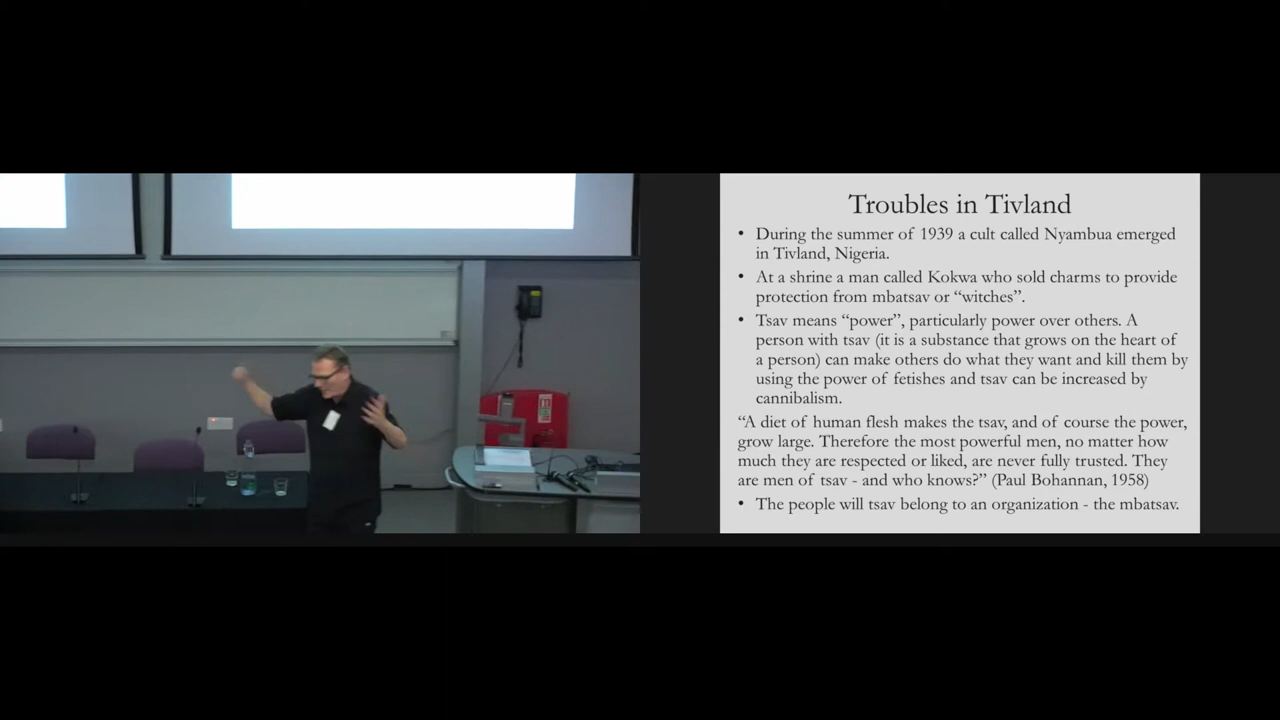 Troubles in Tivland
• During the summer of 1939 a cult called Nyambua emerged
in Tivland, Nigeria.
• At a shrine a man called Kokwa who sold charms to provide
protection from mbatsav or “witches”.
• Tsav means “power”, particularly power over others. A
person with tsav (it is a substance that grows on the heart of
a person) can make others do what they want and kill them by
using the power of fetishes and tsav can be increased by
cannibalism.
“A diet of human flesh makes the tsav, and of course the power,
grow large. Therefore the most powerful men, no matter how
much they are respected or liked, are never fully trusted. They
are men of tsav - and who knows?” (Paul Bohannan, 1958)
• The people will tsav belong to an organization - the mbatsav.